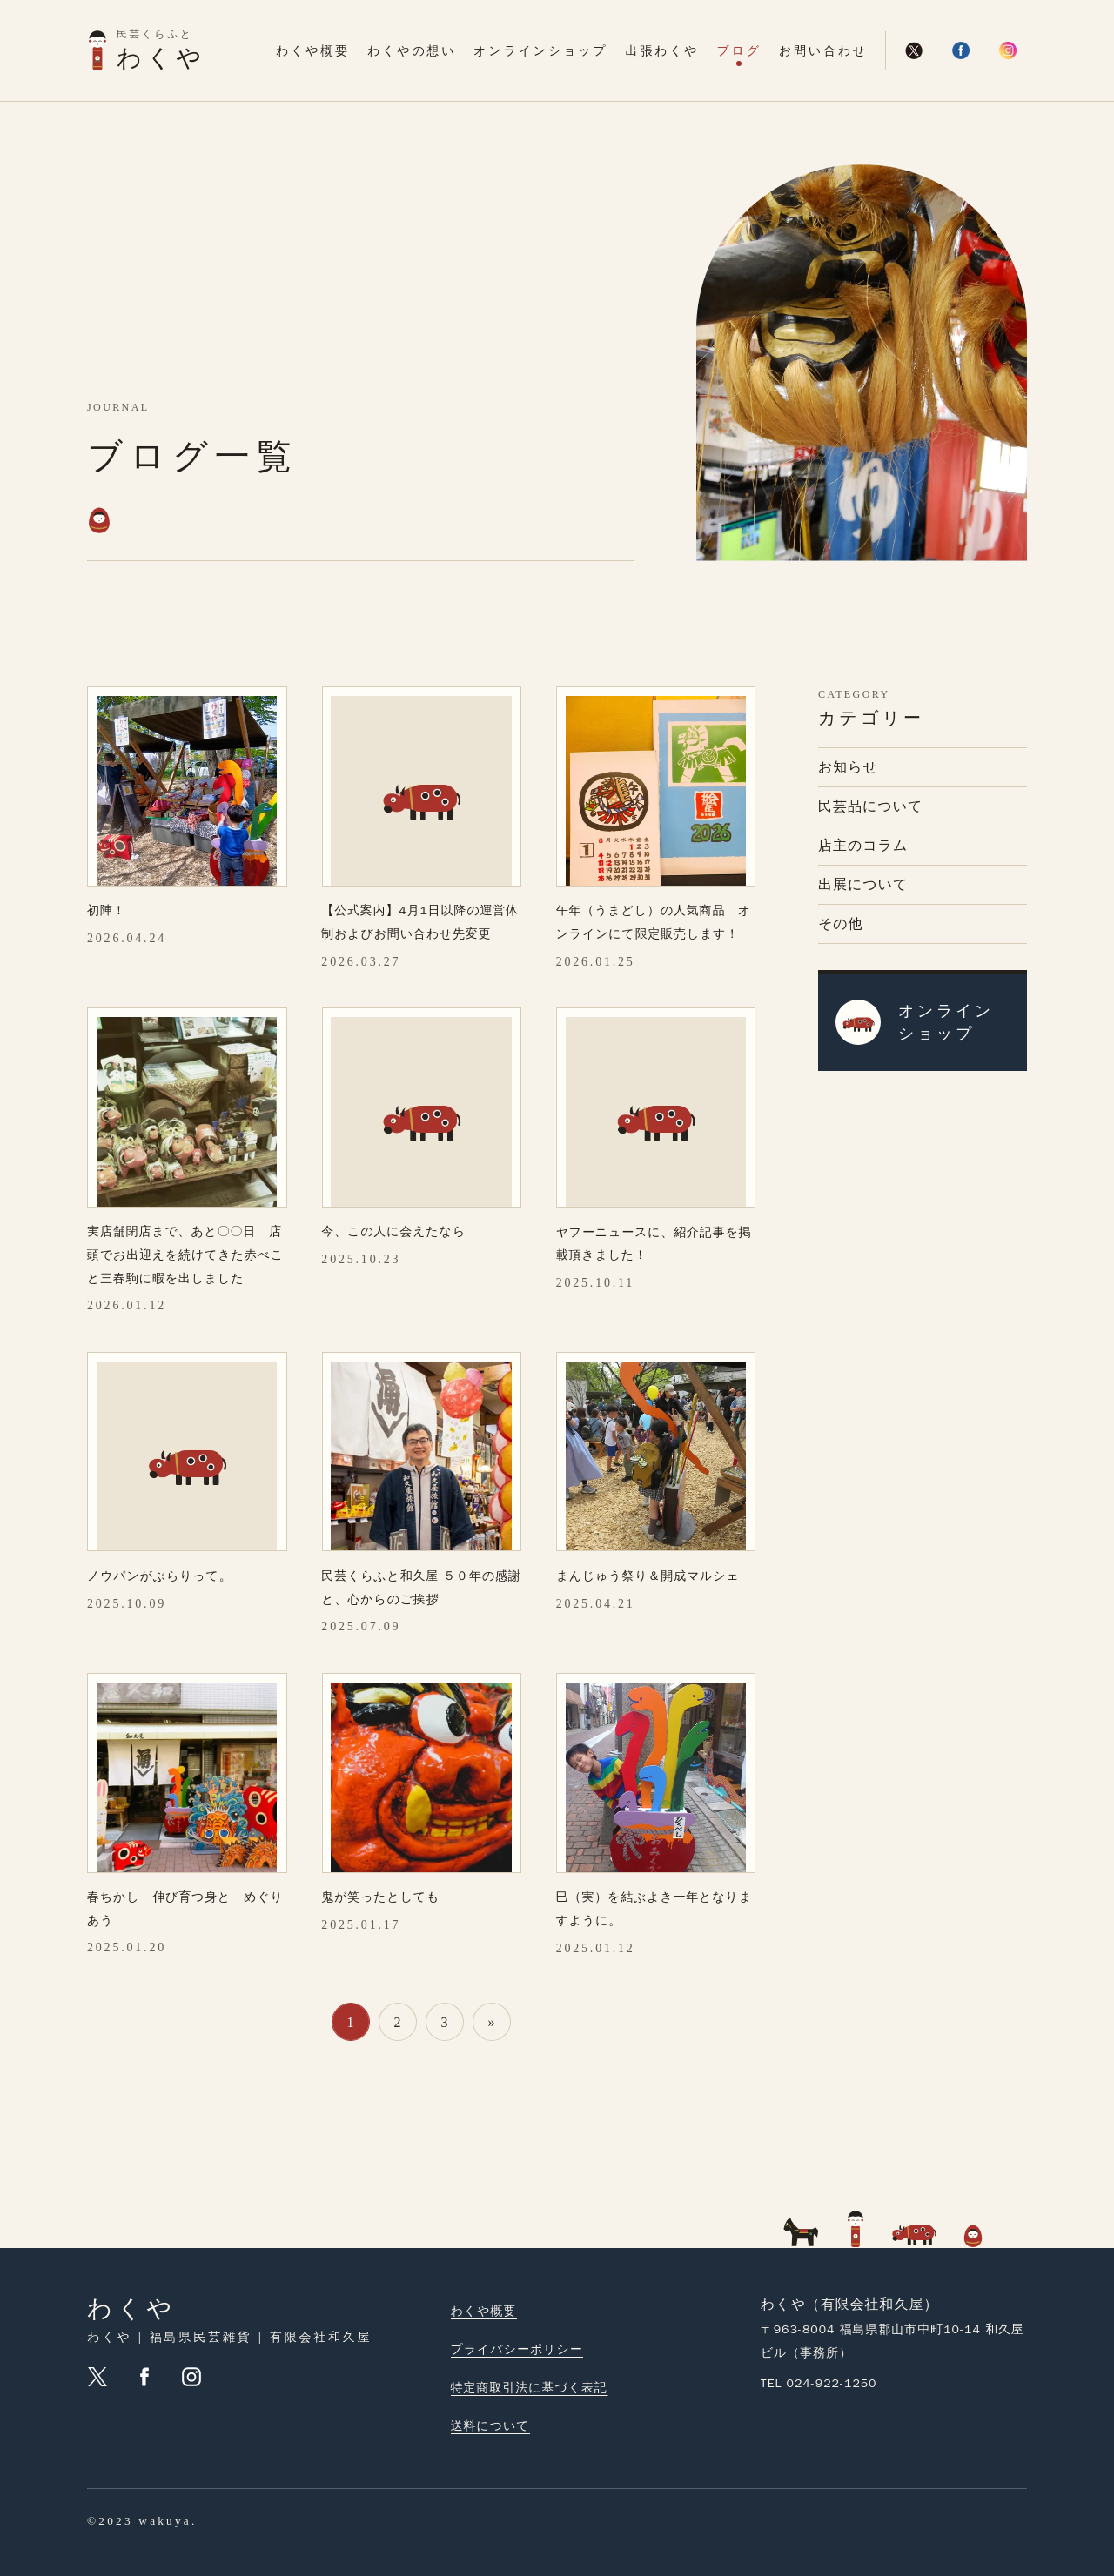 民芸くらふと
わくや
わくや概要 わくやの想い オンラインショップ 出張わくや ブログ お問い合わせ
JOURNAL
ブログ一覧
初陣！
2026.04.24
【公式案内】4月1日以降の運営体
制およびお問い合わせ先変更
2026.03.27
2026
午年（うまどし）の人気商品　オ
ンラインにて限定販売します！
2026.01.25
実店舗閉店まで、あと〇〇日　店
頭でお出迎えを続けてきた赤べこ
と三春駒に暇を出しました
2026.01.12
今、この人に会えたなら
2025.10.23
ヤフーニュースに、紹介記事を掲
載頂きました！
2025.10.11
ノウパンがぶらりって。
2025.10.09
民芸くらふと和久屋 ５０年の感謝
と、心からのご挨拶
2025.07.09
まんじゅう祭り＆開成マルシェ
2025.04.21
春ちかし　伸び育つ身と　めぐり
あう
2025.01.20
鬼が笑ったとしても
2025.01.17
巳（実）を結ぶよき一年となりま
すように。
2025.01.12
1 2 3 »
CATEGORY
カテゴリー
お知らせ
民芸品について
店主のコラム
出展について
その他
オンライン
ショップ
わくや
わくや | 福島県民芸雑貨 | 有限会社和久屋
わくや概要
プライバシーポリシー
特定商取引法に基づく表記
送料について
わくや（有限会社和久屋）
〒963-8004 福島県郡山市中町10-14 和久屋
ビル（事務所）
TEL 024-922-1250
©2023 wakuya.